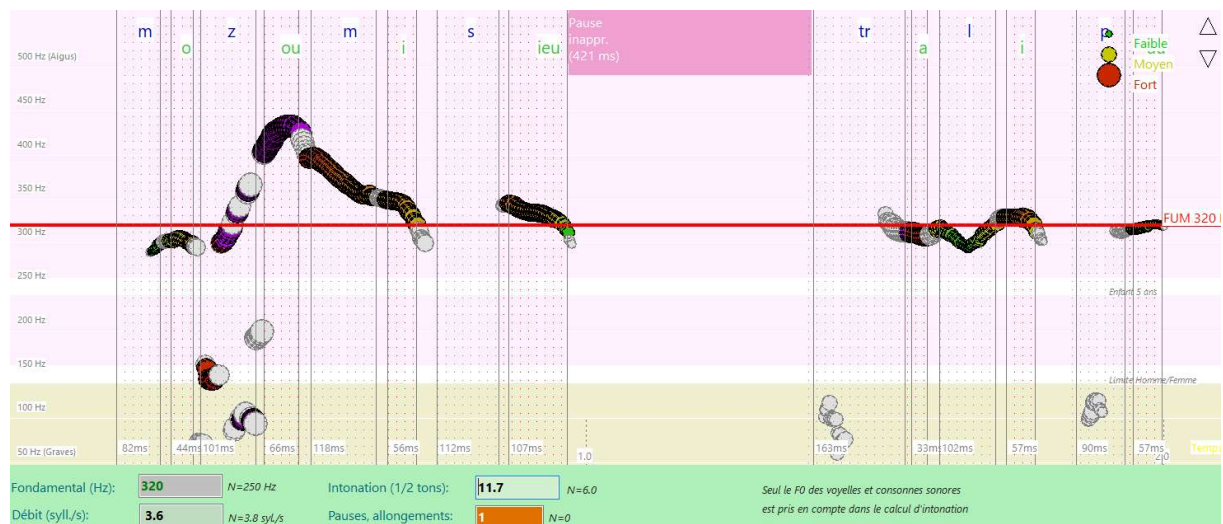 m z m s tr l p
o ou i ieu a i au
Pause
inappr.
(421 ms)
Faible
Moyen
Fort
500 Hz (Aigus)
450 Hz
400 Hz
350 Hz
300 Hz
250 Hz
200 Hz
150 Hz
100 Hz
50 Hz (Graves)
FUM 320
Enfant 5 ans
Limite Homme/Femme
82ms 44ms 101ms 66ms 118ms 56ms 112ms 107ms 1.0 163ms 33ms 102ms 57ms 90ms 57ms 2.0 Temps
Fondamental (Hz): 320 N=250 Hz Intonation (1/2 tons): 11.7 N=6.0 Seul le F0 des voyelles et consonnes sonores
Débit (syll./s): 3.6 N=3.8 syl./s Pauses, allongements: 1 N=0 est pris en compte dans le calcul d'intonation